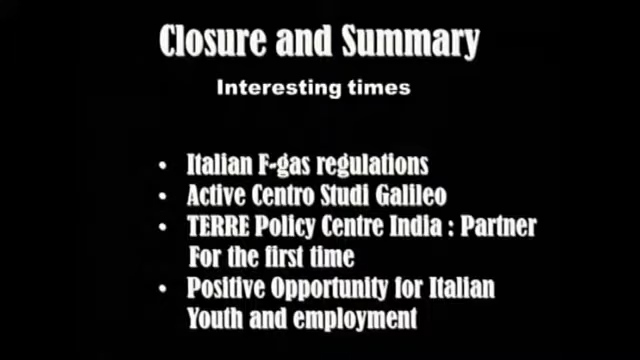 Closure and Summary
Interesting times
• Italian F-gas regulations
• Active Centro Studi Galileo
• TERRE Policy Centre India : Partner
For the first time
• Positive Opportunity for Italian
Youth and employment